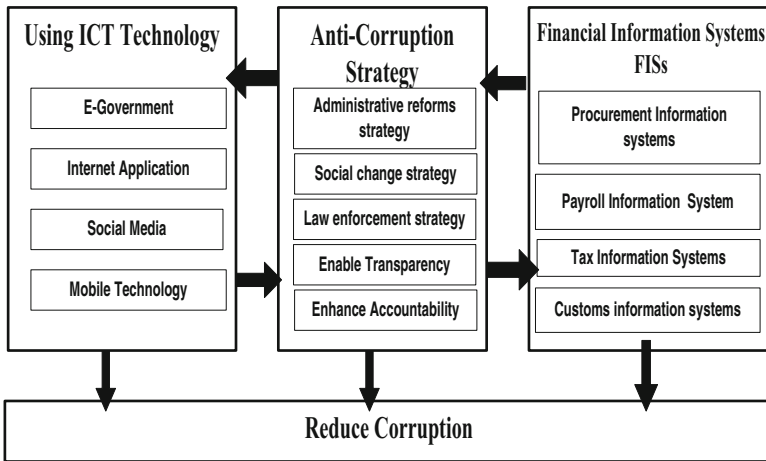 Using ICT Technology
E-Government
Internet Application
Social Media
Mobile Technology
Anti-Corruption
Strategy
Administrative reforms
strategy
Social change strategy
Law enforcement strategy
Enable Transparency
Enhance Accountability
Financial Information Systems
FISs
Procurement Information
systems
Payroll Information System
Tax Information Systems
Customs information systems
Reduce Corruption